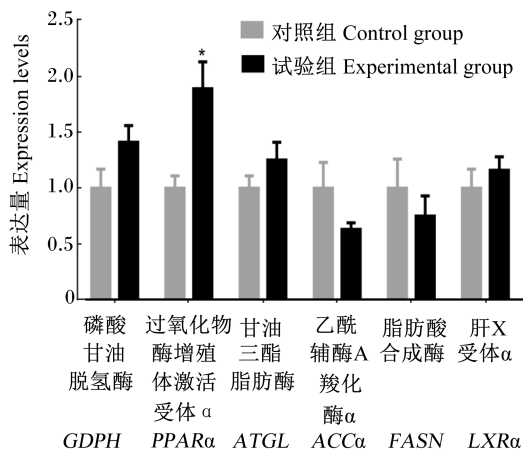 2.5
2.0
1.5
1.0
0.5
0
表达量 Expression levels
对照组 Control group
试验组 Experimental group
*
磷酸
甘油
脱氢酶
过氧化物
酶增殖
体激活
受体α
甘油
三酯
脂肪酶
乙酰
辅酶A
羧化
酶α
脂肪酸
合成酶
肝X
受体α
GDPH PPARα ATGL ACCα FASN LXRα